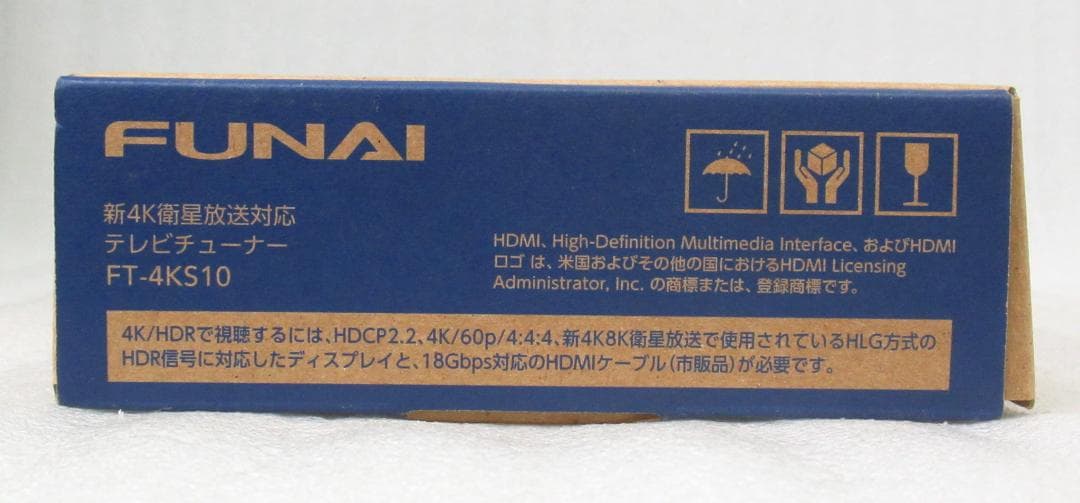 FUNAI
新4K衛星放送対応
テレビチューナー
FT-4KS10
HDMI、High-Definition Multimedia Interface、およびHDMI
ロゴ は、米国およびその他の国におけるHDMI Licensing
Administrator, Inc. の商標または、登録商標です。
4K/HDRで視聴するには、HDCP2.2、4K/60p/4:4:4、新4K8K衛星放送で使用されているHLG方式の
HDR信号に対応したディスプレイと、18Gbps対応のHDMIケーブル(市販品)が必要です。